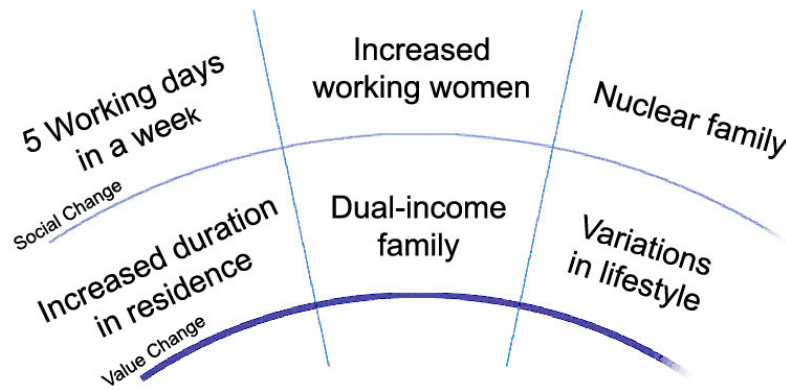 5 Working days
in a week
Increased
working women
Nuclear family
Social Change
Increased duration
in residence
Dual-income
family
Variations
in lifestyle
Value Change